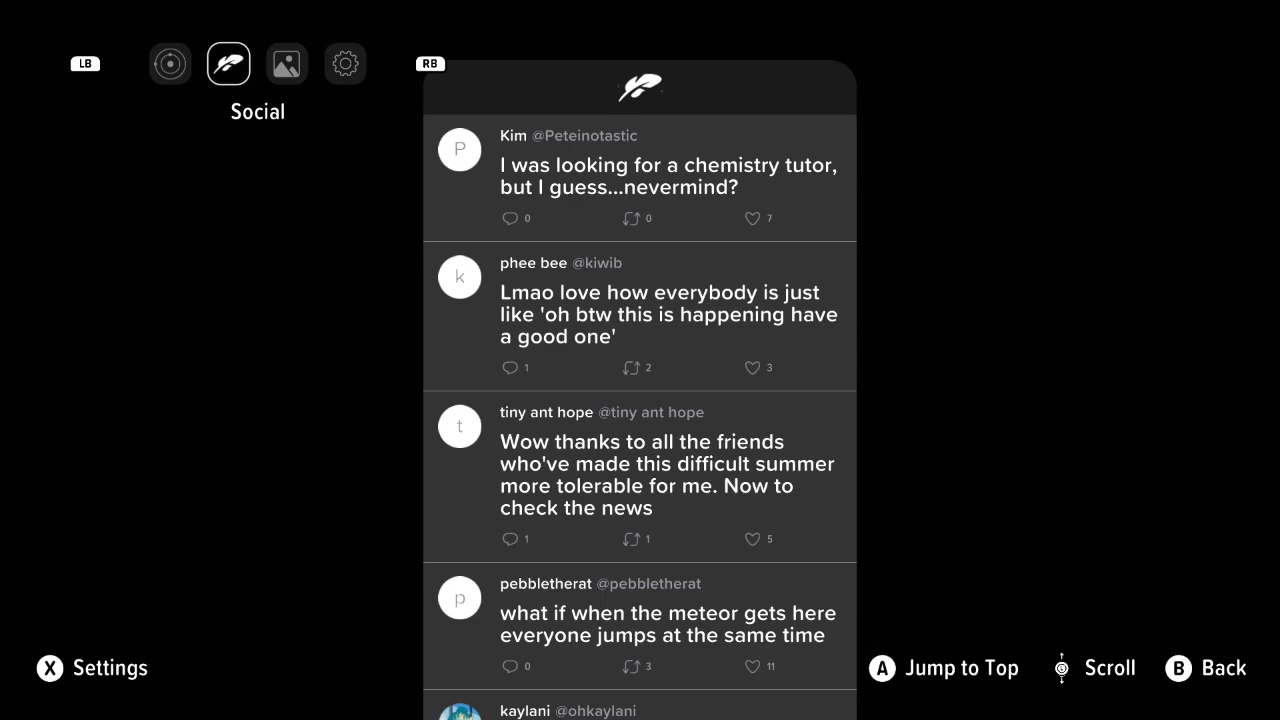 LB
RB
Social
P
Kim @Peteinotastic
I was looking for a chemistry tutor,
but I guess...nevermind?
0 0 7
k
phee bee @kiwib
Lmao love how everybody is just
like 'oh btw this is happening have
a good one'
1 2 3
t
tiny ant hope @tiny ant hope
Wow thanks to all the friends
who've made this difficult summer
more tolerable for me. Now to
check the news
1 1 5
p
pebbletherat @pebbletherat
what if when the meteor gets here
everyone jumps at the same time
0 3 11
kaylani @ohkaylani
X Settings
A Jump to Top
Scroll
B Back